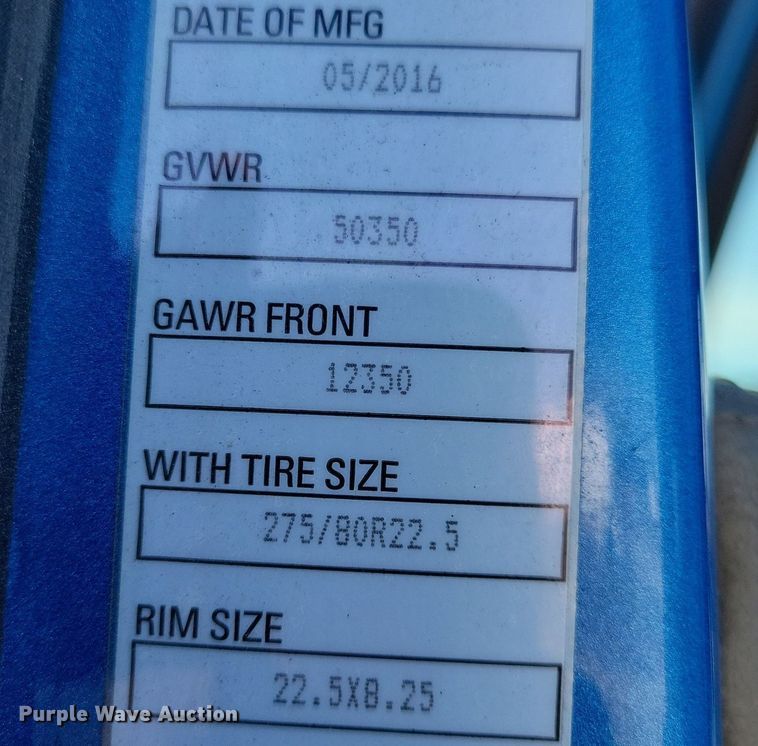 DATE OF MFG
05/2016
GVWR
50350
GAWR FRONT
12350
WITH TIRE SIZE
275/80R22.5
RIM SIZE
22.5X8.25
Purple Wave Auction